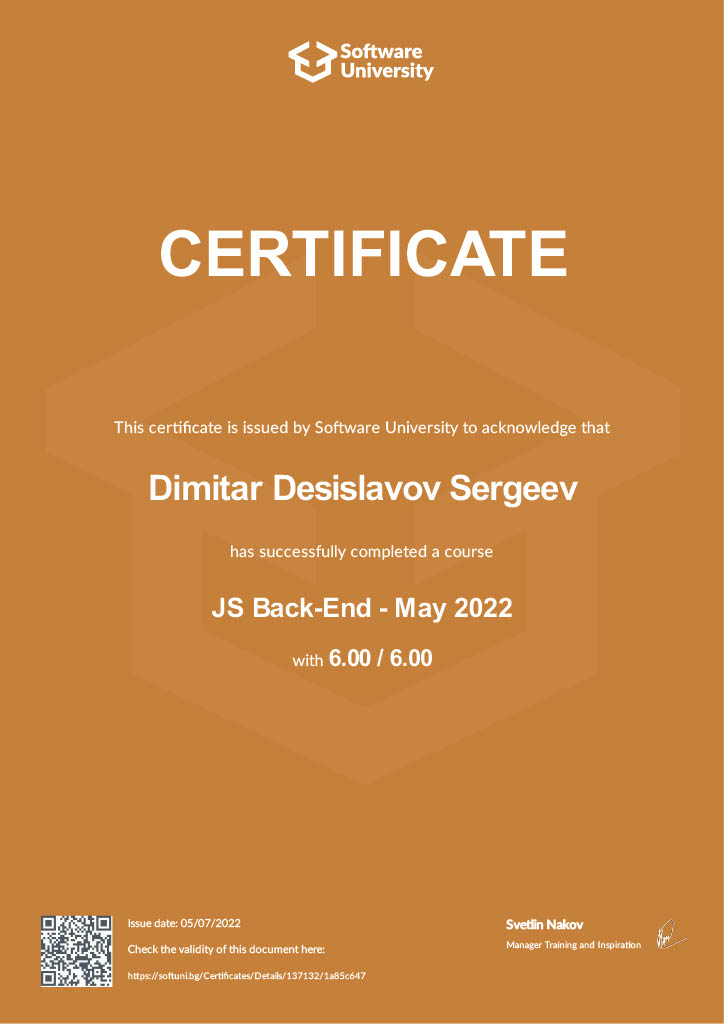 Software
University
CERTIFICATE
This certificate is issued by Software University to acknowledge that
Dimitar Desislavov Sergeev
has successfully completed a course
JS Back-End - May 2022
with 6.00 / 6.00
Issue date: 05/07/2022
Check the validity of this document here:
https://softuni.bg/Certificates/Details/137132/1a85c647
Svetlin Nakov
Manager Training and Inspiration